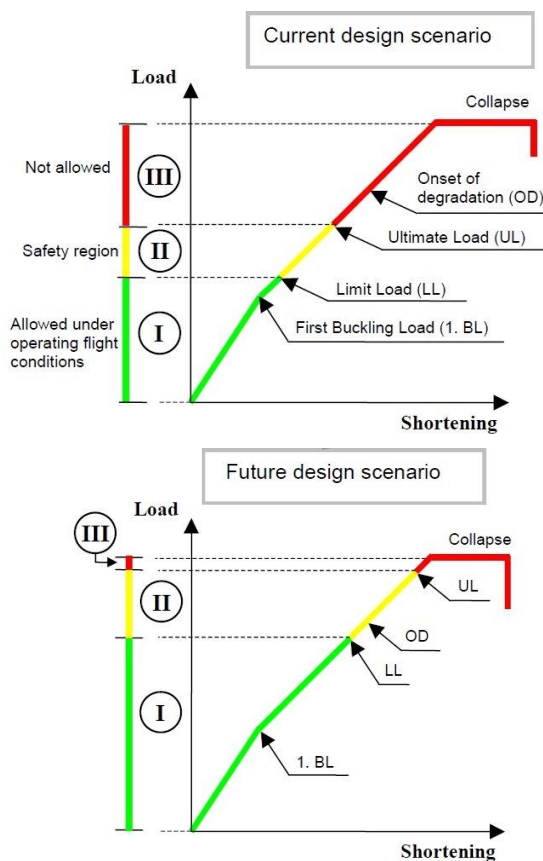 Current design scenario
Load
Collapse
Not allowed
III
Onset of
degradation (OD)
Ultimate Load (UL)
Safety region
II
Limit Load (LL)
Allowed under
operating flight
conditions
I
First Buckling Load (1. BL)
Shortening
Future design scenario
Load
III
Collapse
UL
II
OD
LL
I
1. BL
Shortening